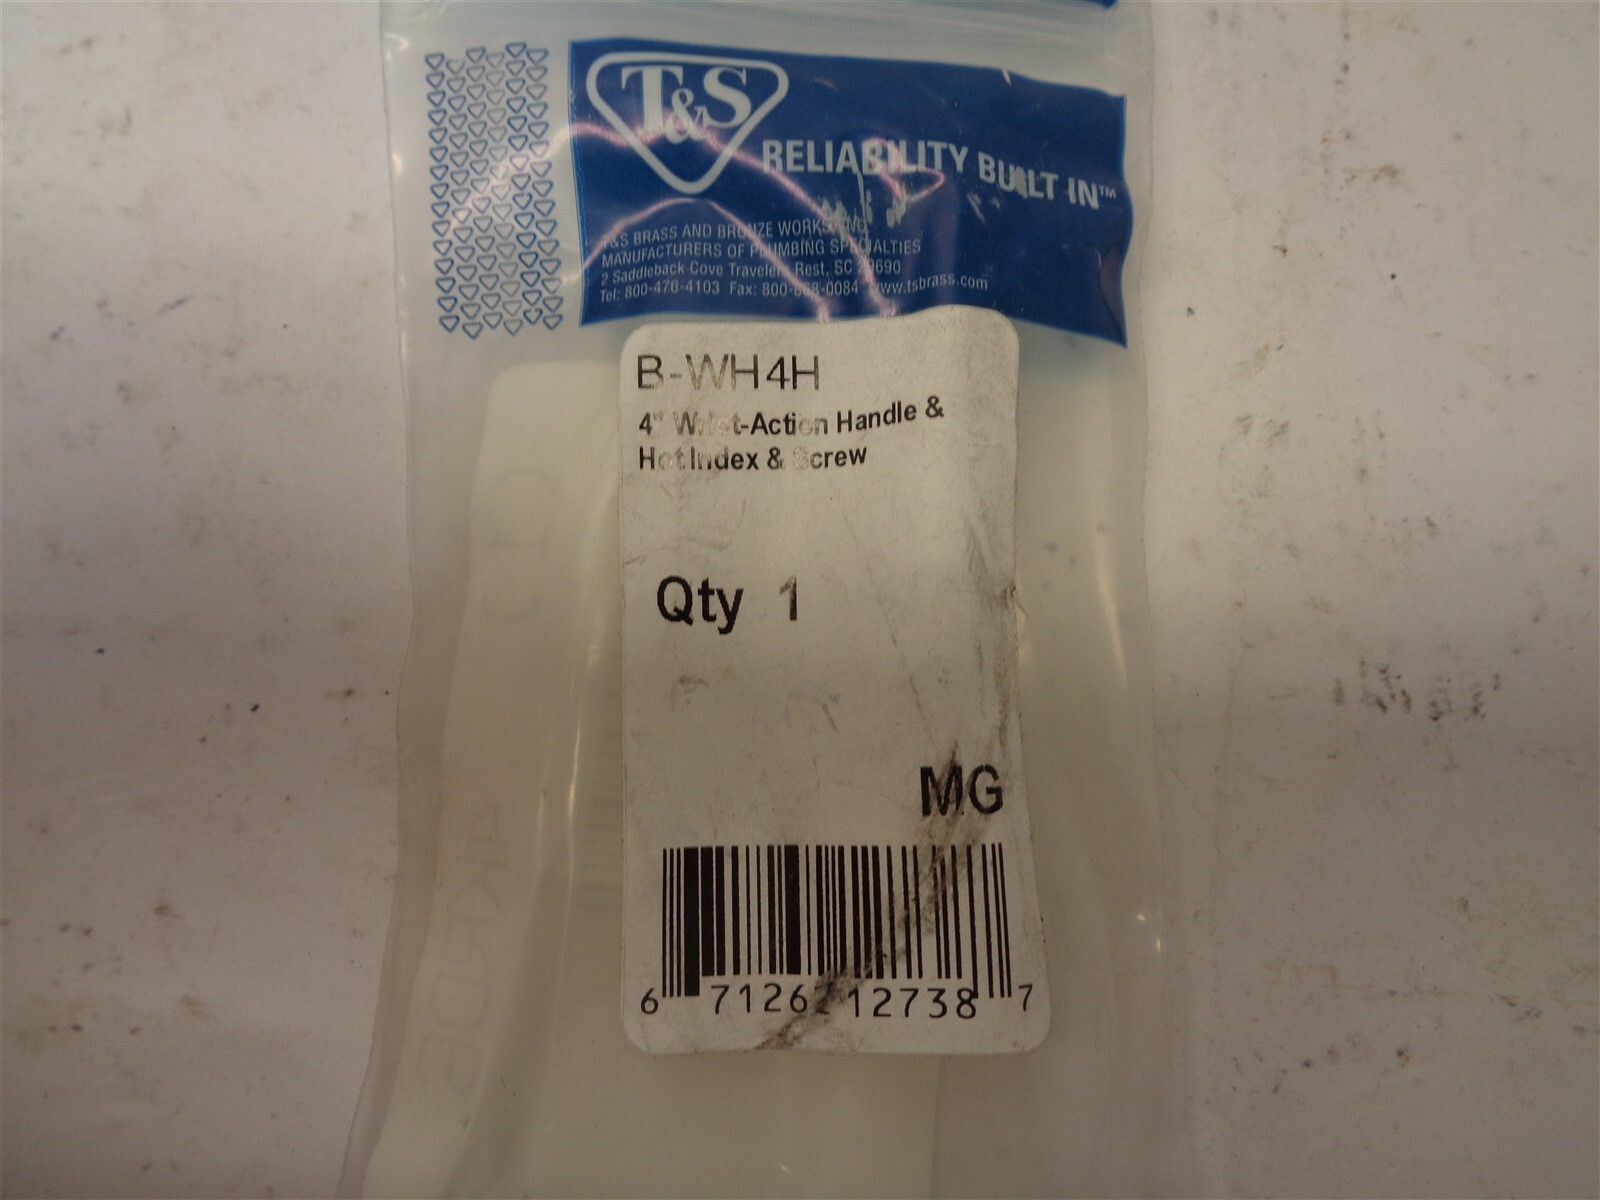 T&S
RELIABILITY BUILT IN™
T&S BRASS AND BRONZE WORKS, INC.
MANUFACTURERS OF PLUMBING SPECIALTIES
2 Saddleback Cove Travelers Rest, SC 29690
Tel: 800-476-4103 Fax: 800-868-0084 www.tsbrass.com
B-WH4H
4" Wrist-Action Handle &
Hot Index & Screw
Qty 1
MG
6 71262 12738 7